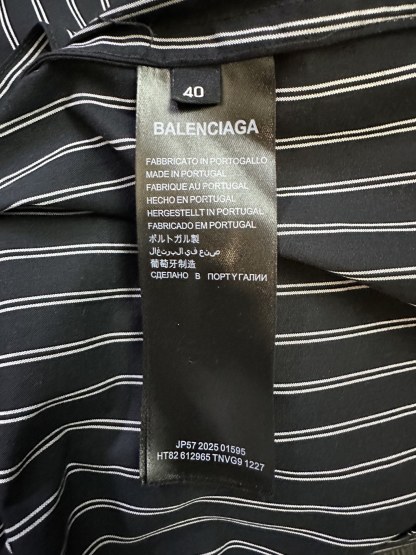 40
BALENCIAGA
FABBRICATO IN PORTOGALLO
MADE IN PORTUGAL
FABRIQUE AU PORTUGAL
HECHO EN PORTUGAL
HERGESTELLT IN PORTUGAL
FABRICADO EM PORTUGAL
ポルトガル製
صنع في البرتغال
葡萄牙制造
СДЕЛАНО В ПОРТУГАЛИИ
JP57 2025 01595
HT82 612965 TNVG9 1227